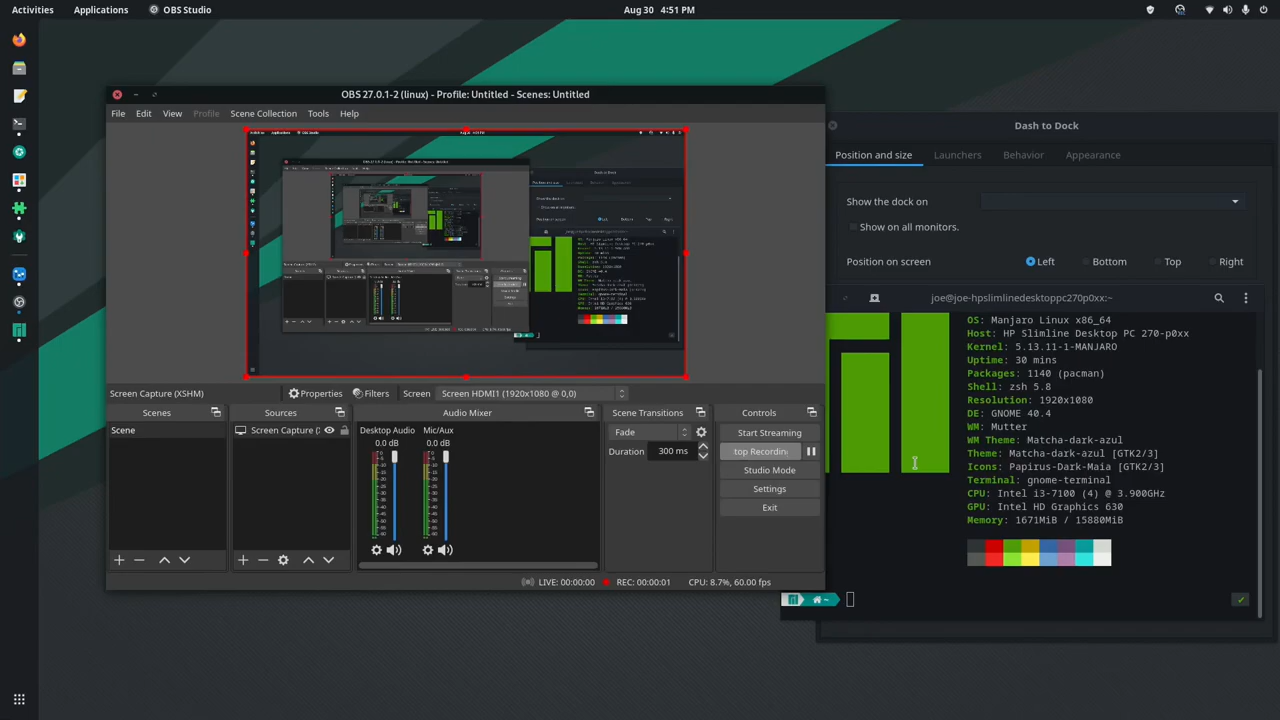 Activities Applications OBS Studio Aug 30 4:51 PM
OBS 27.0.1-2 (linux) - Profile: Untitled - Scenes: Untitled
File Edit View Profile Scene Collection Tools Help
Screen Capture (XSHM) Properties Filters Screen Screen HDMI1 (1920x1080 @ 0,0)
Scenes Sources Audio Mixer Scene Transitions Controls
Scene
Screen Capture (
Desktop Audio Mic/Aux
0.0 dB 0.0 dB
Fade
Duration 300 ms
Start Streaming
top Recordin
Studio Mode
Settings
Exit
LIVE: 00:00:00 REC: 00:00:01 CPU: 8.7%, 60.00 fps
Dash to Dock
Position and size Launchers Behavior Appearance
Show the dock on
Show on all monitors.
Position on screen Left Bottom Top Right
joe@joe-hpslimlinedesktoppc270p0xx:~
OS: Manjaro Linux x86_64
Host: HP Slimline Desktop PC 270-p0xx
Kernel: 5.13.11-1-MANJARO
Uptime: 30 mins
Packages: 1140 (pacman)
Shell: zsh 5.8
Resolution: 1920x1080
DE: GNOME 40.4
WM: Mutter
WM Theme: Matcha-dark-azul
Theme: Matcha-dark-azul [GTK2/3]
Icons: Papirus-Dark-Maia [GTK2/3]
Terminal: gnome-terminal
CPU: Intel i3-7100 (4) @ 3.900GHz
GPU: Intel HD Graphics 630
Memory: 1671MiB / 15880MiB
~